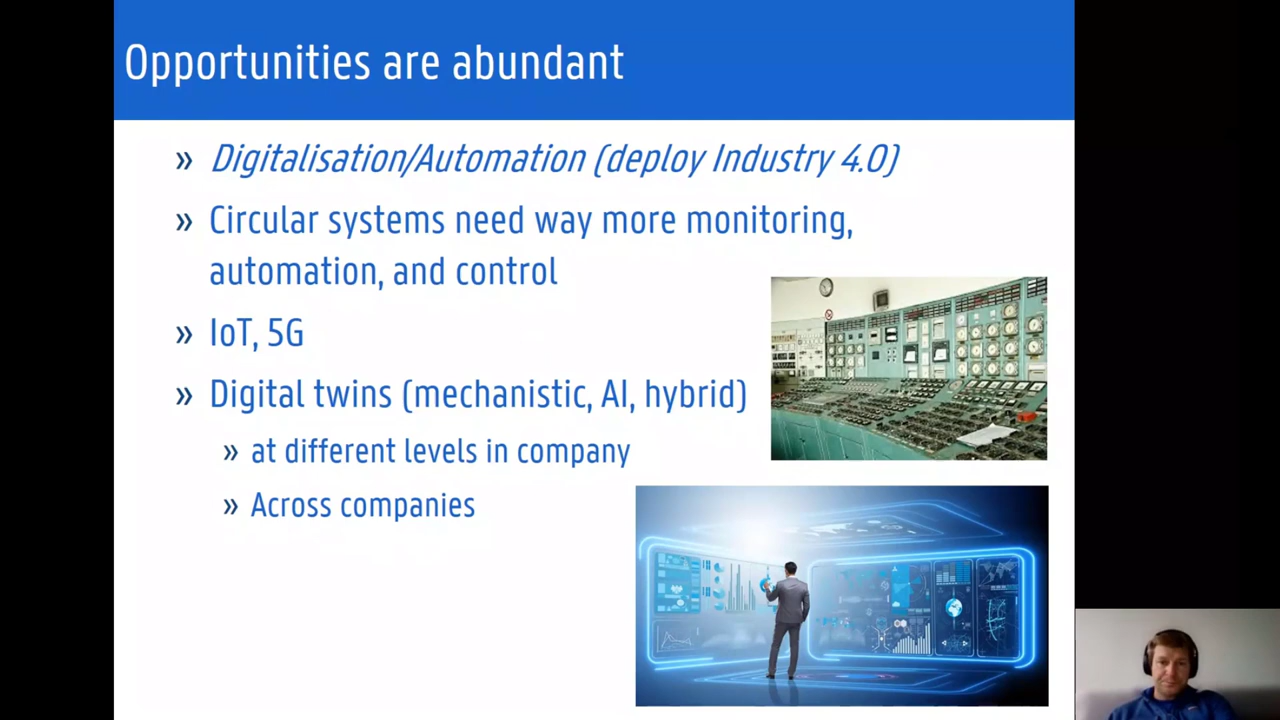 Opportunities are abundant
» Digitalisation/Automation (deploy Industry 4.0)
» Circular systems need way more monitoring,
automation, and control
» IoT, 5G
» Digital twins (mechanistic, AI, hybrid)
» at different levels in company
» Across companies